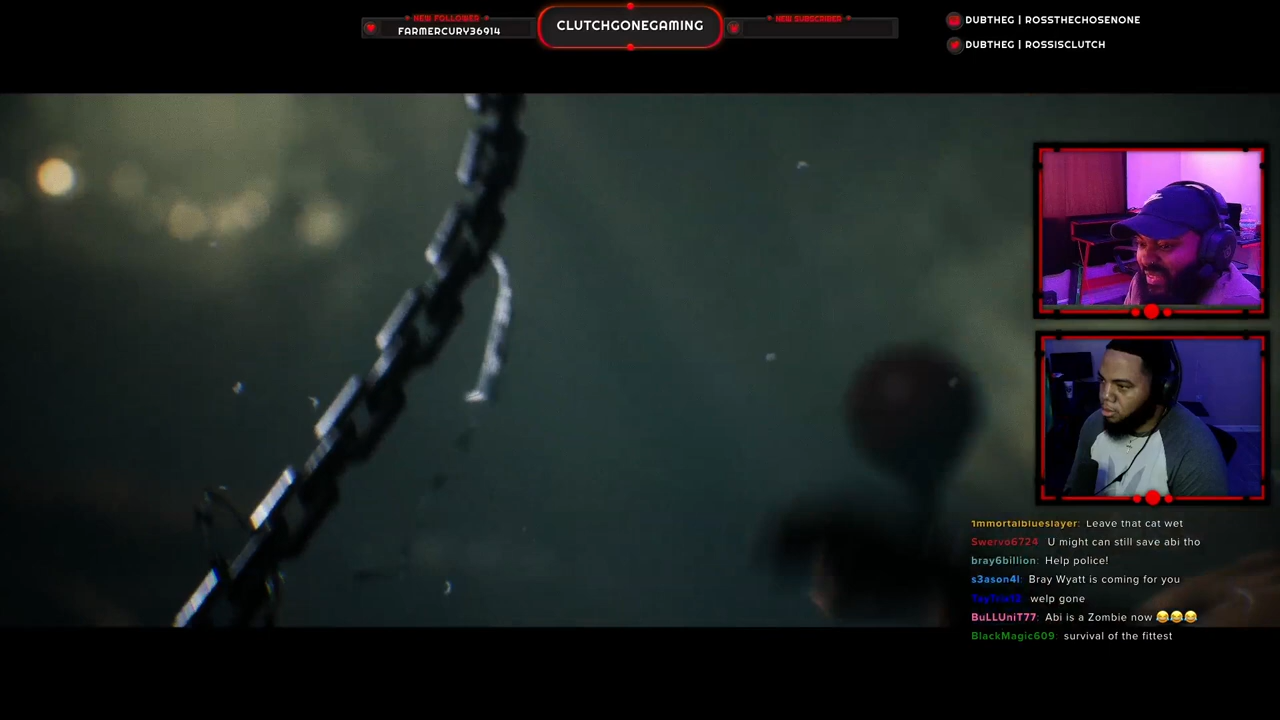 NEW FOLLOWER
FARMERCURY36914
CLUTCHGONEGAMING
NEW SUBSCRIBER
DUBTHEG | ROSSTHECHOSENONE
DUBTHEG | ROSSISCLUTCH
1mmortalblueslayer: Leave that cat wet
Swervo6724: U might can still save abi tho
bray6billion: Help police!
s3ason4l: Bray Wyatt is coming for you
welp gone
BuLLUNiT77: Abi is a Zombie now 😂😂😂
BlackMagic609: survival of the fittest